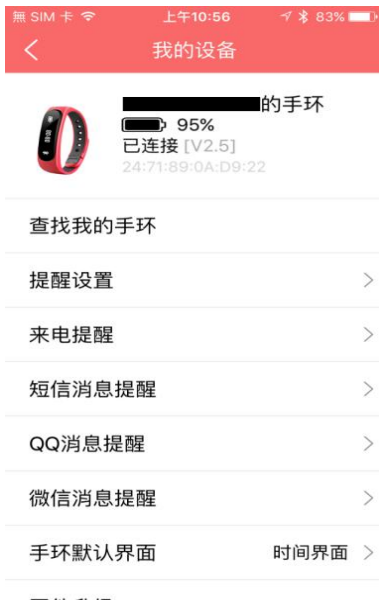 無 SIM 卡 上午10:56 83%
我的设备
的手环
95%
已连接 [V2.5]
24:71:89:0A:D9:22
查找我的手环
提醒设置
来电提醒
短信消息提醒
QQ消息提醒
微信消息提醒
手环默认界面 时间界面